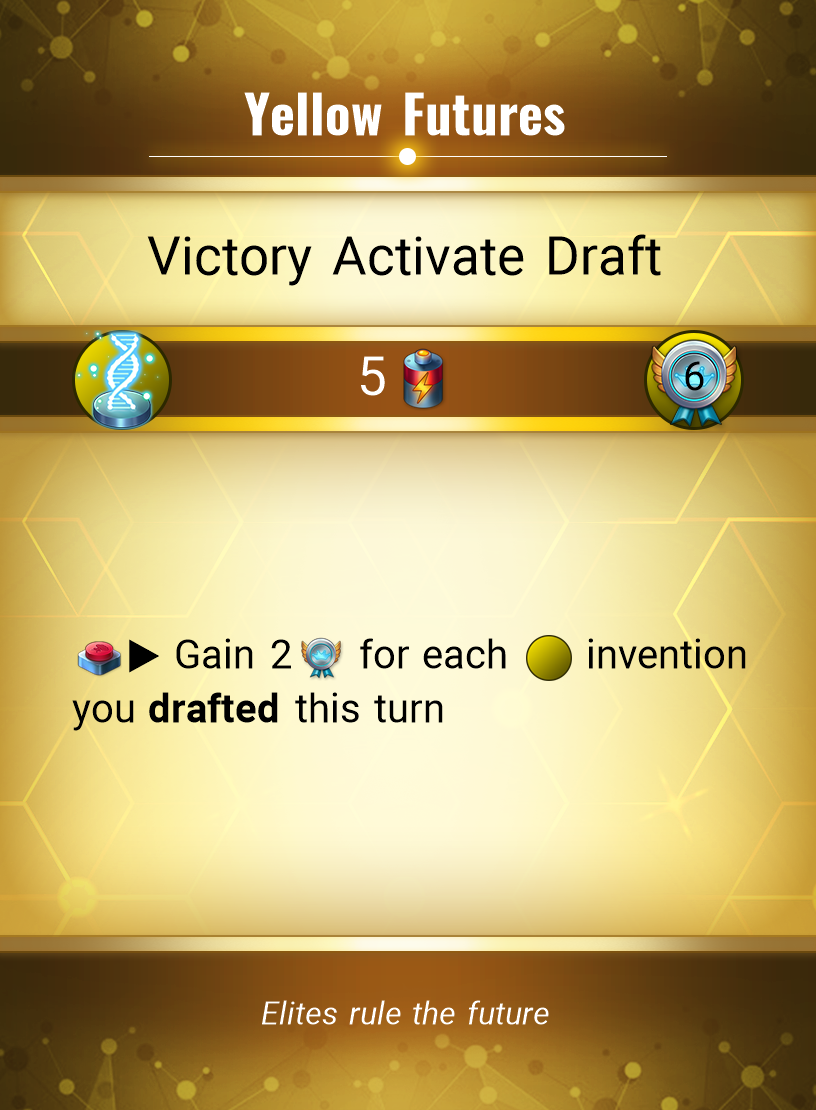 Yellow Futures
Victory Activate Draft
5
6
▶ Gain 2 for each invention
you drafted this turn
Elites rule the future